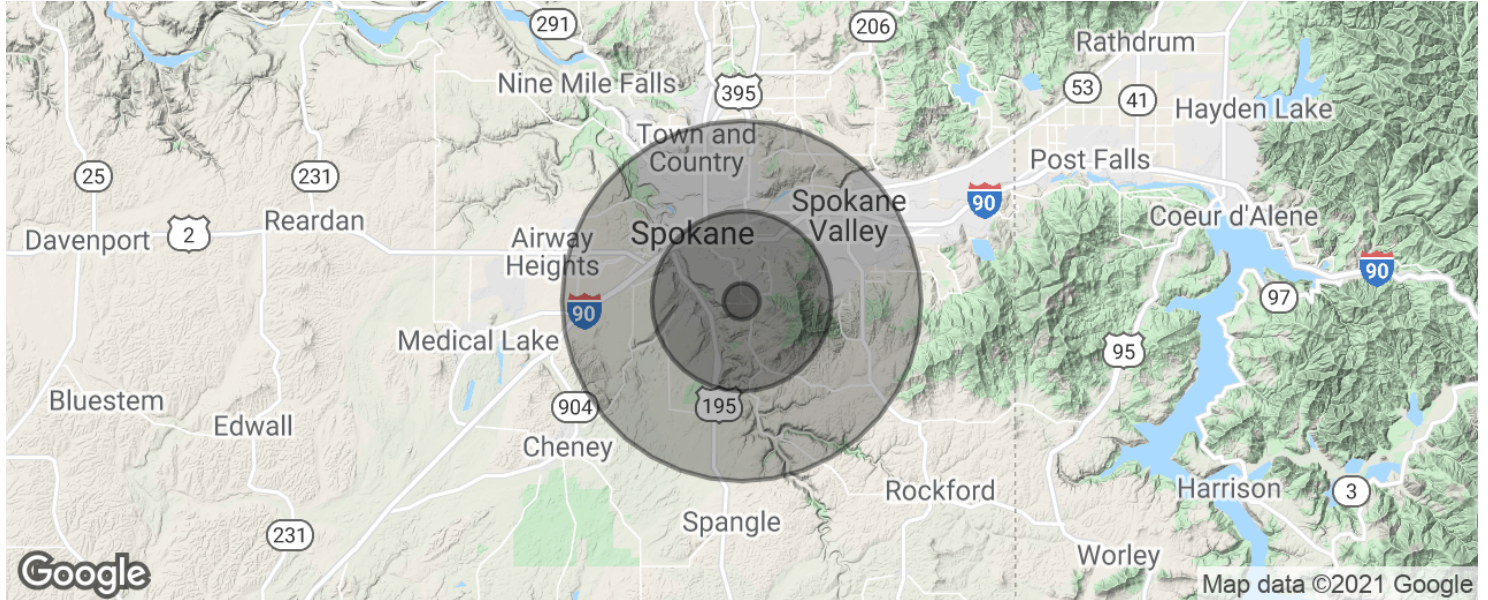 291
206
Rathdrum
Nine Mile Falls
395
53
41
Hayden Lake
Town and
Country
Post Falls
25
231
90
Spokane
Valley
Coeur d'Alene
Reardan
Davenport
2
Spokane
Airway
Heights
90
97
90
Medical Lake
95
Bluestem
904
195
Edwall
Cheney
Rockford
Harrison
3
Spangle
231
Worley
Google
Map data ©2021 Google